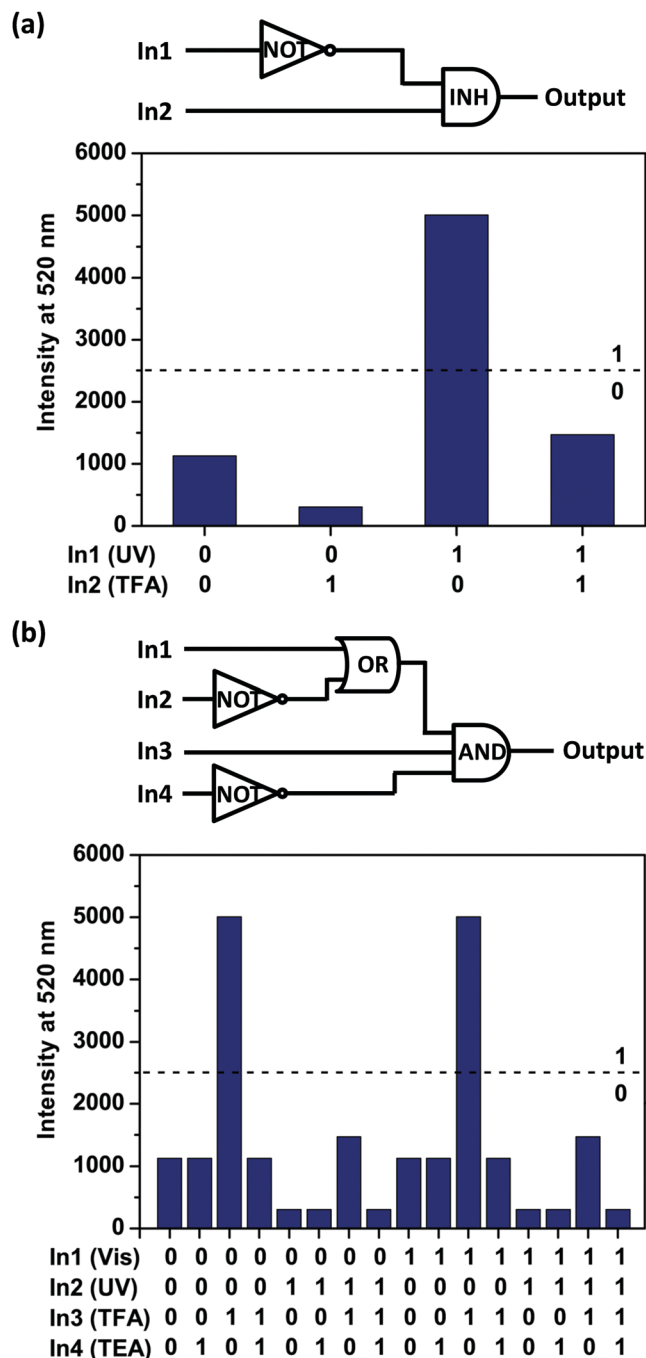 (a)
In1
NOT
INH
Output
In2
6000
5000
4000
3000
2000
1000
0
Intensity at 520 nm
1
0
In1 (UV) 0 0 1 1
In2 (TFA) 0 1 0 1
(b)
In1
OR
In2
NOT
In3
AND
Output
In4
NOT
6000
5000
4000
3000
2000
1000
0
Intensity at 520 nm
1
0
In1 (Vis) 0 0 0 0 0 0 0 0 1 1 1 1 1 1 1 1
In2 (UV) 0 0 0 0 1 1 1 1 0 0 0 0 1 1 1 1
In3 (TFA) 0 0 1 1 0 0 1 1 0 0 1 1 0 0 1 1
In4 (TEA) 0 1 0 1 0 1 0 1 0 1 0 1 0 1 0 1